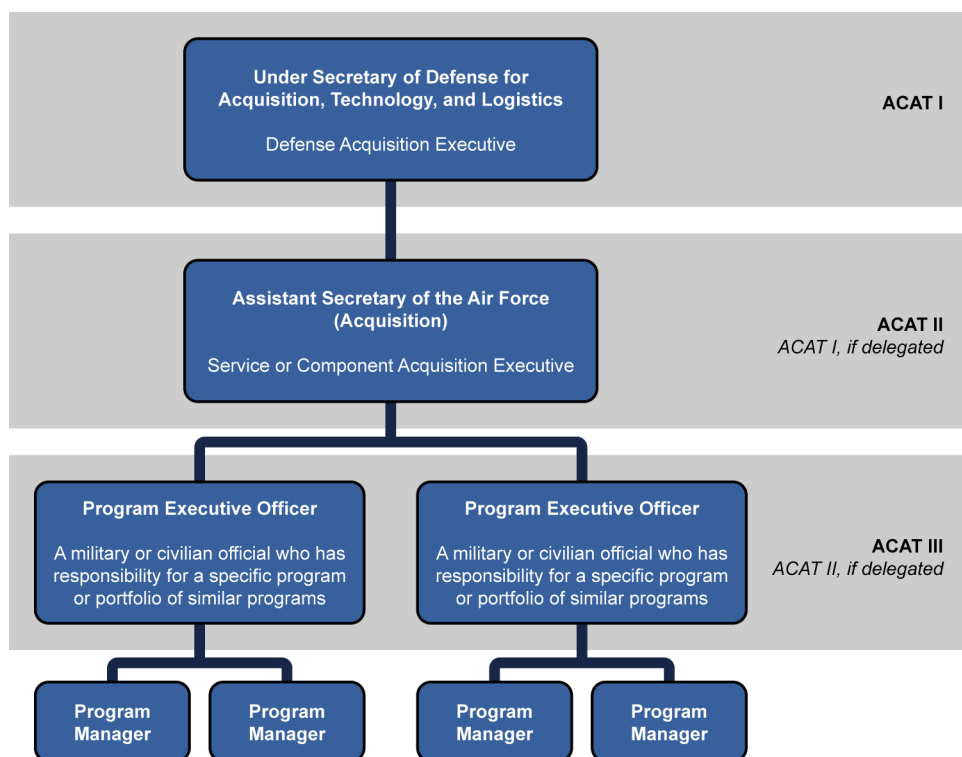 Under Secretary of Defense for
Acquisition, Technology, and Logistics
Defense Acquisition Executive
ACAT I
Assistant Secretary of the Air Force
(Acquisition)
Service or Component Acquisition Executive
ACAT II
ACAT I, if delegated
Program Executive Officer
A military or civilian official who has
responsibility for a specific program
or portfolio of similar programs
Program Executive Officer
A military or civilian official who has
responsibility for a specific program
or portfolio of similar programs
ACAT III
ACAT II, if delegated
Program
Manager
Program
Manager
Program
Manager
Program
Manager